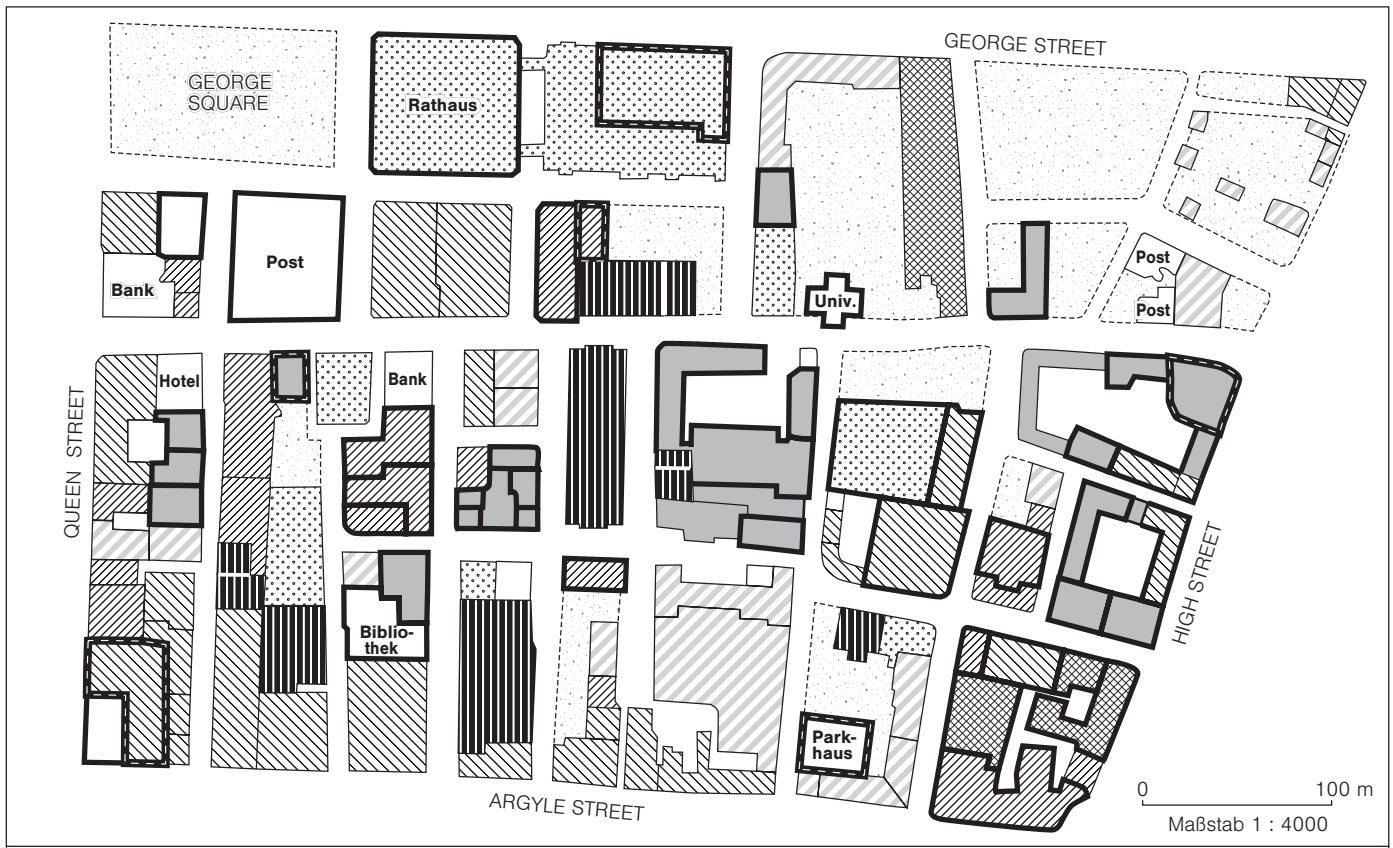 GEORGE STREET
GEORGE
SQUARE
Rathaus
Bank
Post
Univ.
Post
Post
QUEEN STREET
Hotel
Bank
HIGH STREET
Biblio-
thek
Park-
haus
ARGYLE STREET
0 100 m
Maßstab 1 : 4000